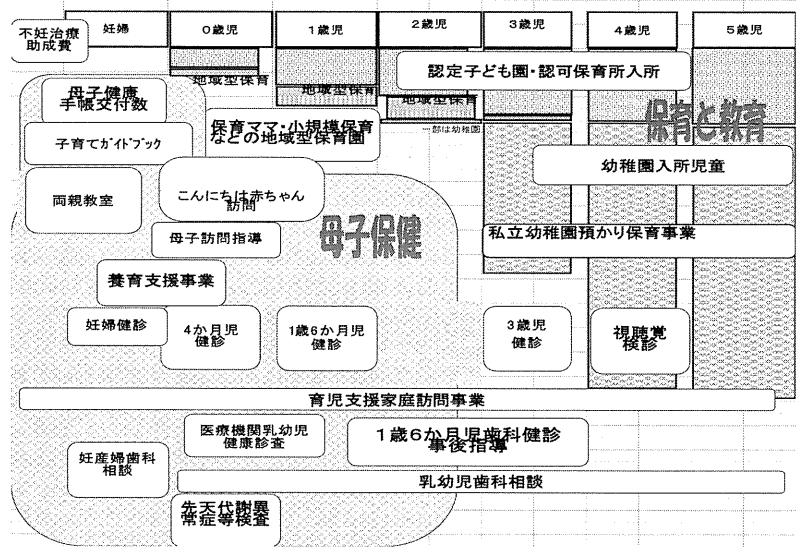 不妊治療
助成費
妊婦
0歳児
1歳児
2歳児
3歳児
4歳児
5歳児
地域型保育
地域型保育
地域型保育
認定子ども園・認可保育所入所
母子健康
手帳交付数
保育ママ・小規模保育
などの地域型保育園
一部は幼稚園
保育と教育
子育てガイドブック
幼稚園入所児童
両親教室
こんにちは赤ちゃん
訪問
母子訪問指導
母子保健
私立幼稚園預かり保育事業
養育支援事業
妊婦健診
4か月児
健診
1歳6か月児
健診
3歳児
健診
視聴覚
検診
育児支援家庭訪問事業
医療機関乳幼児
健康診査
1歳6か月児歯科健診
事後指導
妊産婦歯科
相談
乳幼児歯科相談
先天代謝異
常症等検査